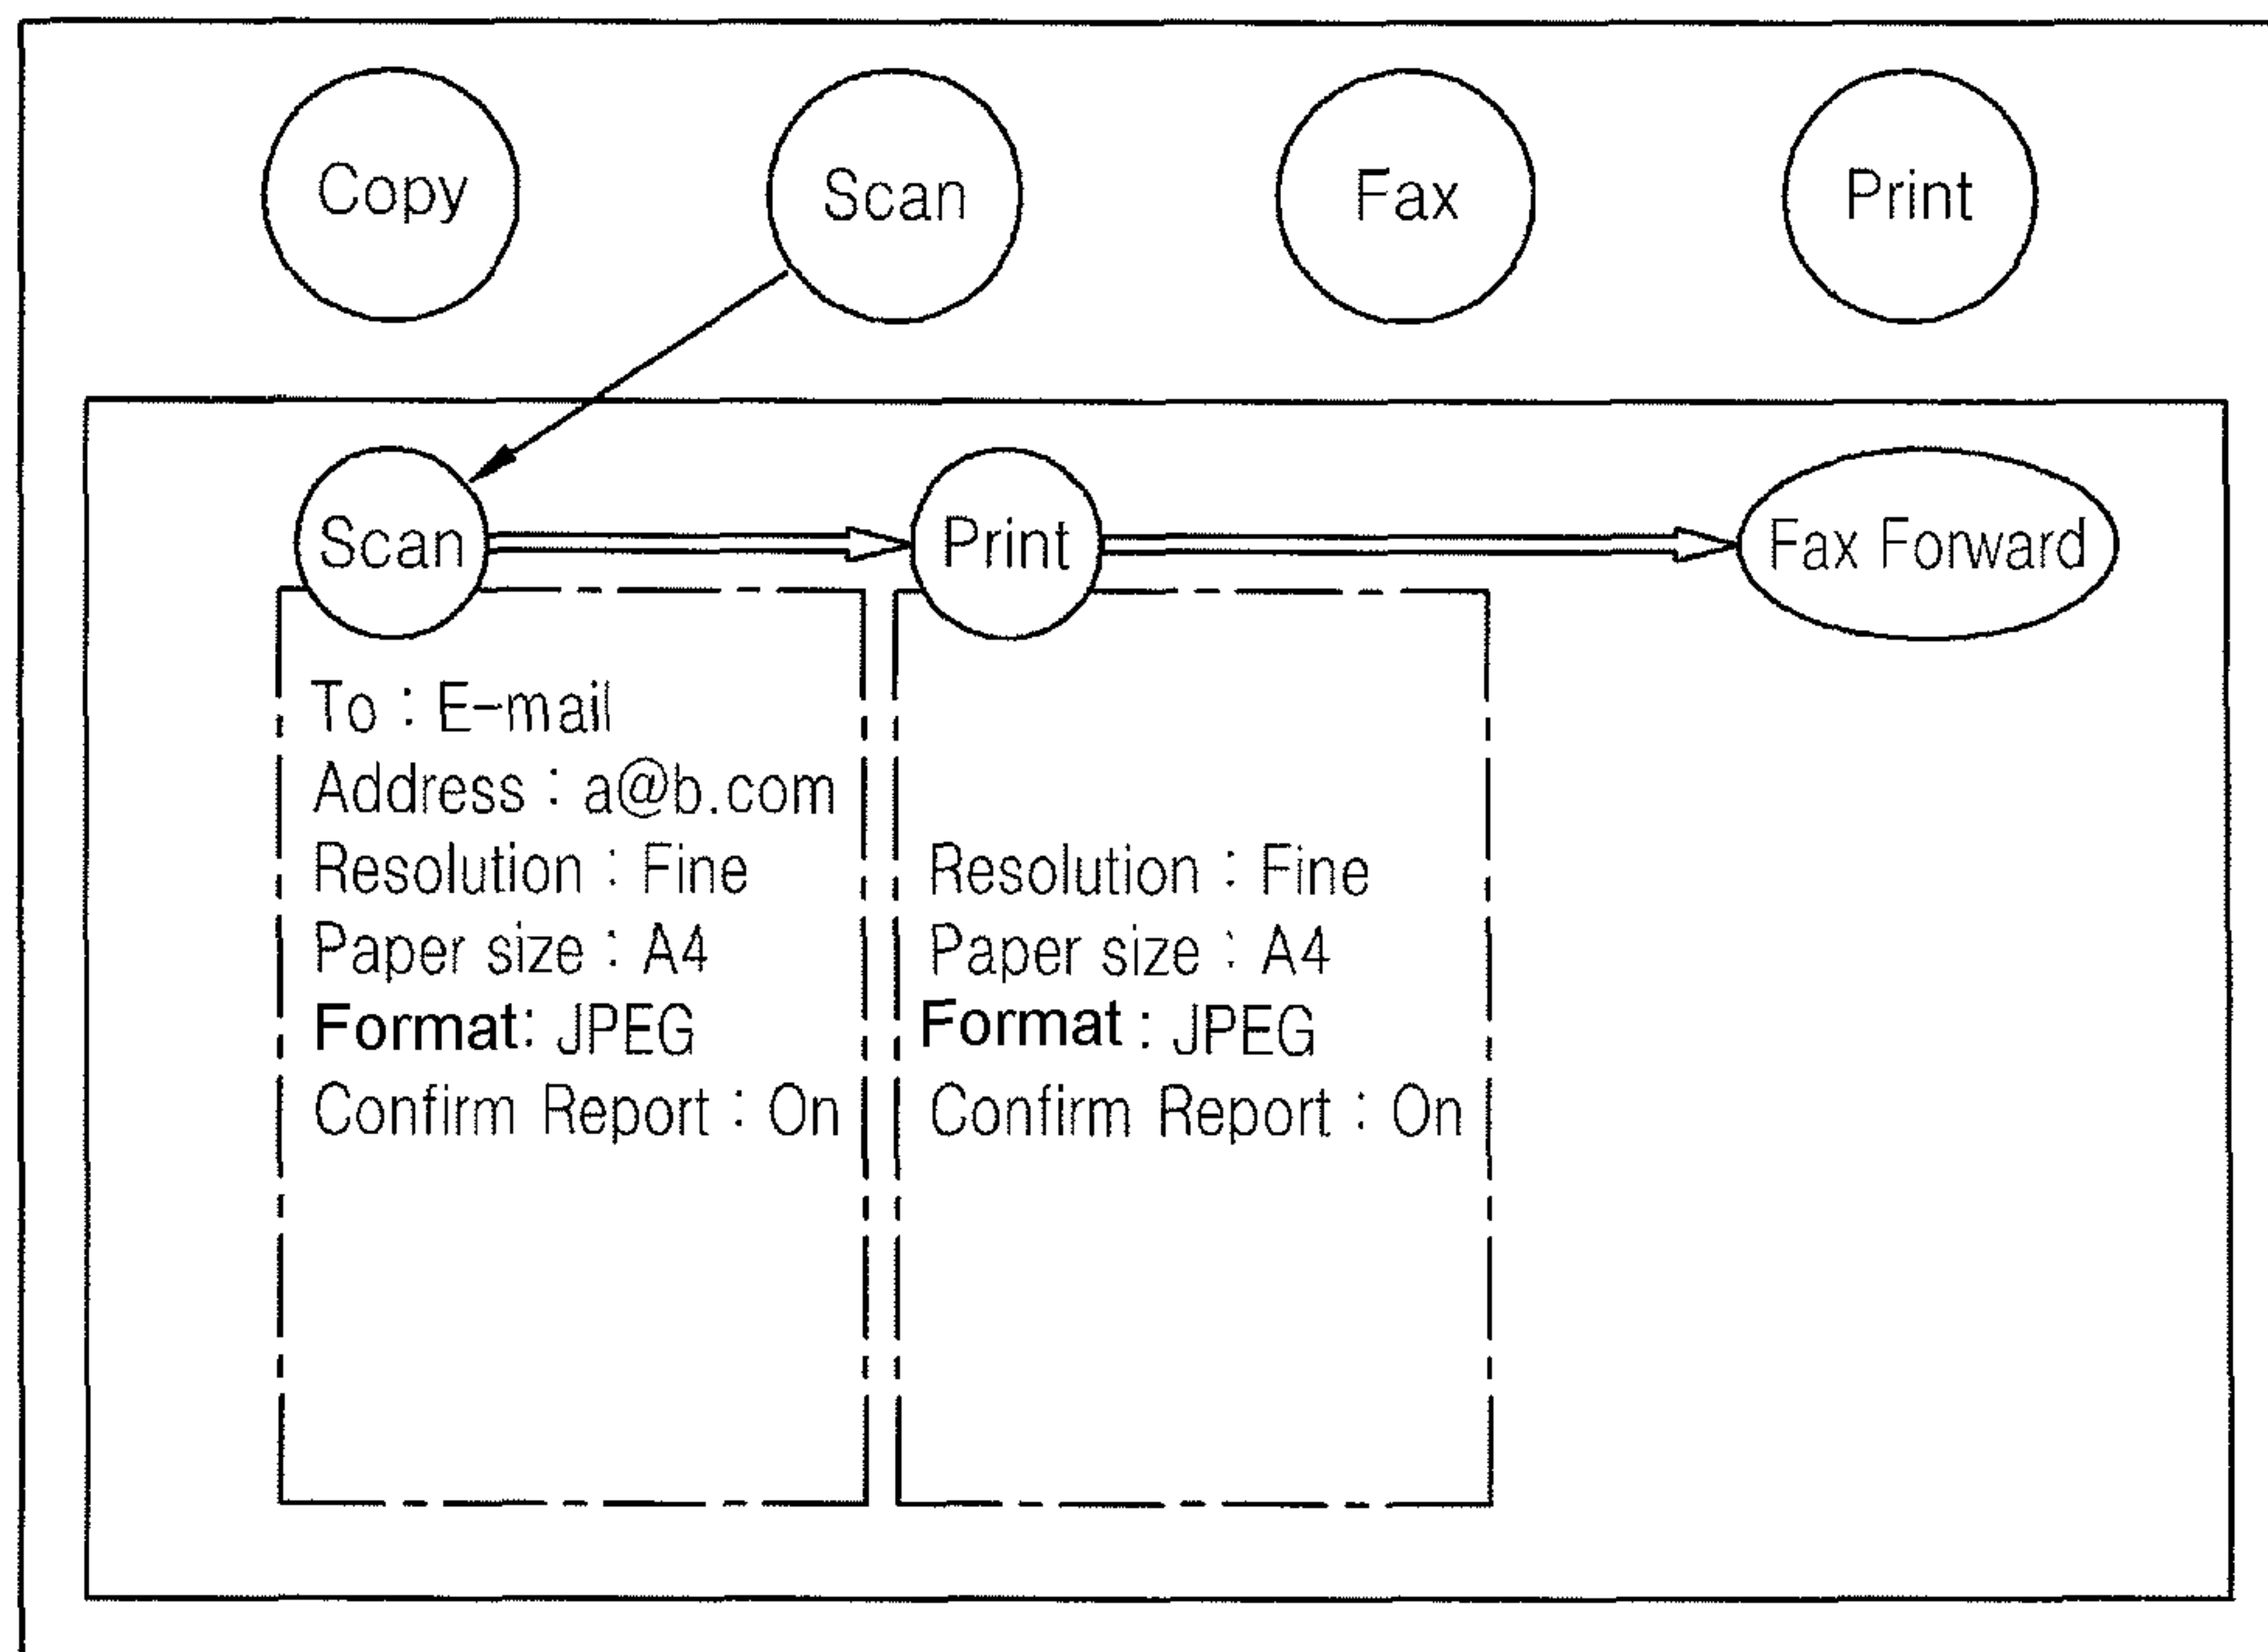 Copy
Scan
Fax
Print
Scan
Print
Fax Forward
To : E-mail
Address : a@b.com
Resolution : Fine
Paper size : A4
Format: JPEG
Confirm Report : On
Resolution : Fine
Paper size : A4
Format : JPEG
Confirm Report : On